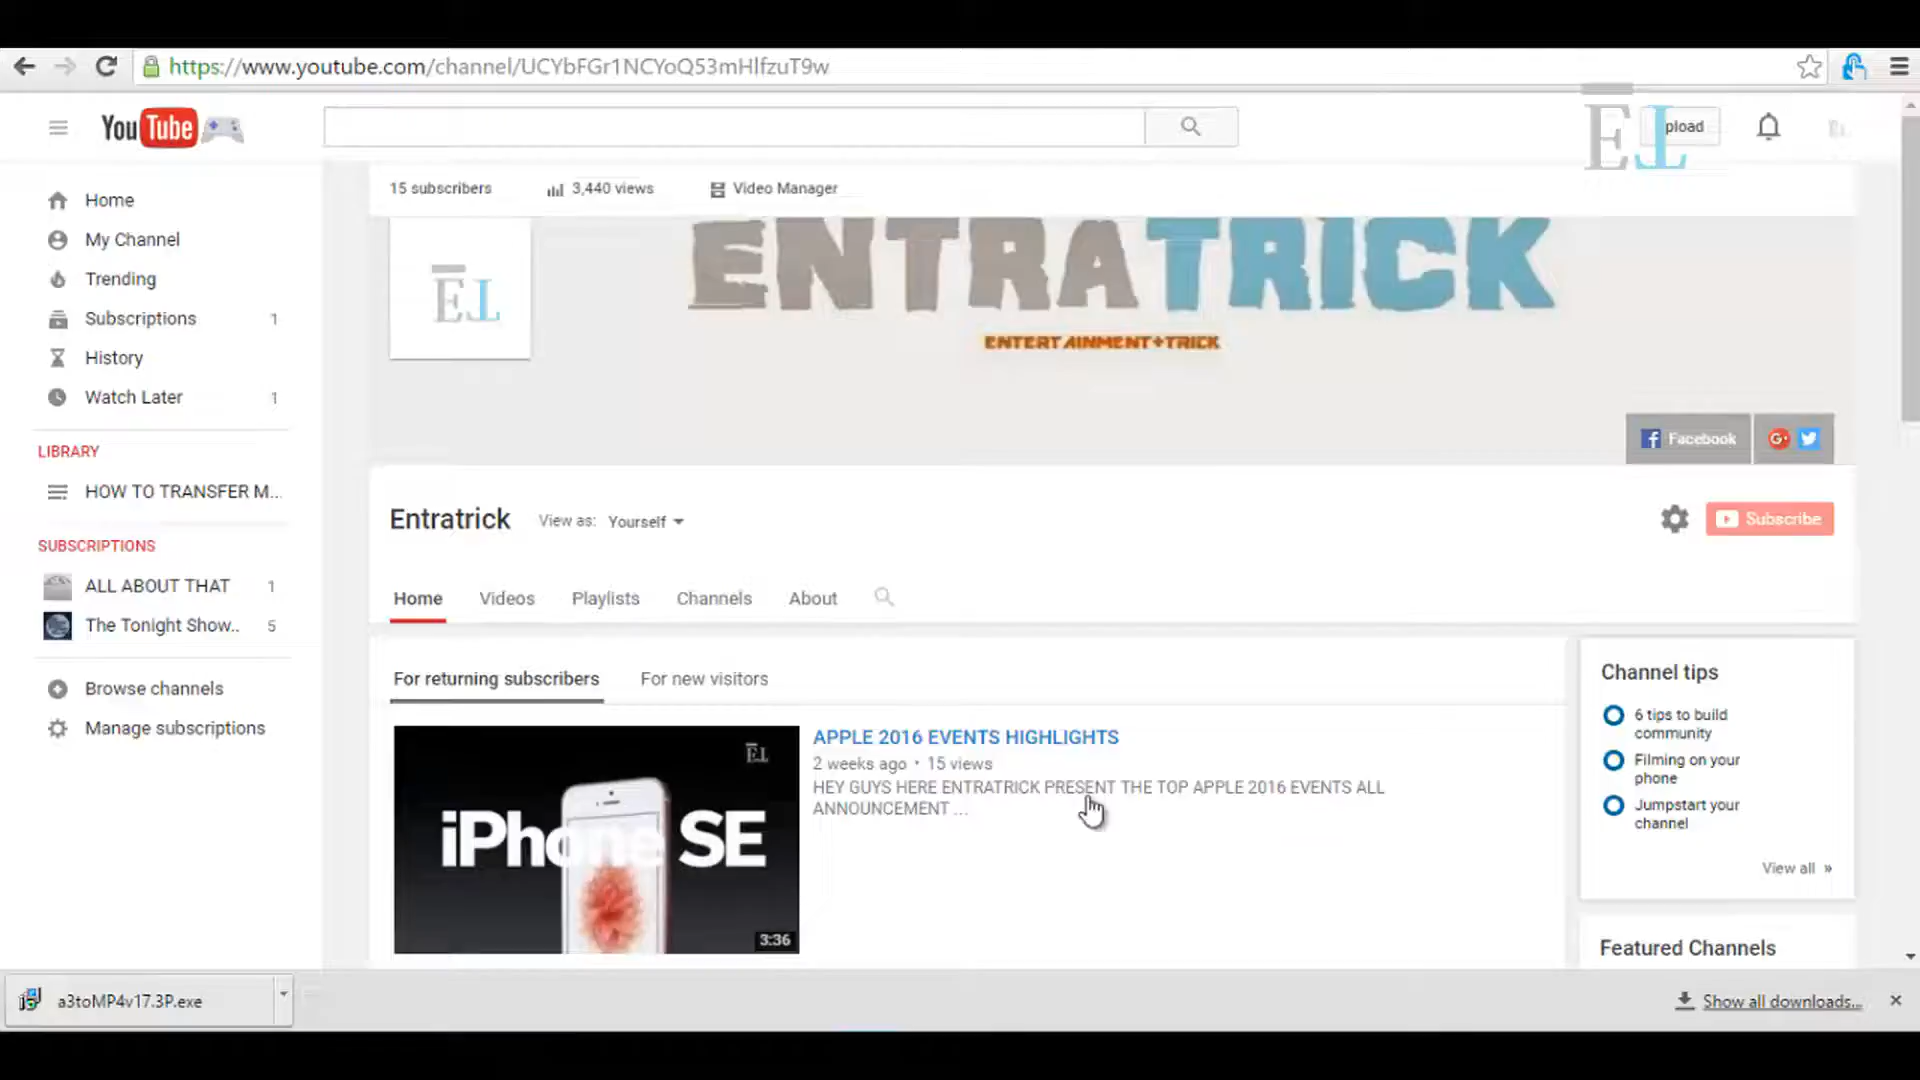 https://www.youtube.com/channel/UCYbFGr1NCYoQ53mHlfzuT9w
YouTube
ET
pload
15 subscribers
3,440 views
Video Manager
Home
My Channel
Trending
Subscriptions 1
History
Watch Later 1
LIBRARY
HOW TO TRANSFER M...
SUBSCRIPTIONS
ALL ABOUT THAT 1
The Tonight Show.. 5
Browse channels
Manage subscriptions
ET
ENTRATRICK
ENTERTAINMENT+TRICK
Facebook
G+
Entratrick
View as: Yourself
Subscribe
Home
Videos
Playlists
Channels
About
For returning subscribers
For new visitors
ET
iPhone SE
3:36
APPLE 2016 EVENTS HIGHLIGHTS
2 weeks ago • 15 views
HEY GUYS HERE ENTRATRICK PRESENT THE TOP APPLE 2016 EVENTS ALL
ANNOUNCEMENT ...
Channel tips
6 tips to build
community
Filming on your
phone
Jumpstart your
channel
View all »
Featured Channels
a3toMP4v17.3P.exe
Show all downloads...